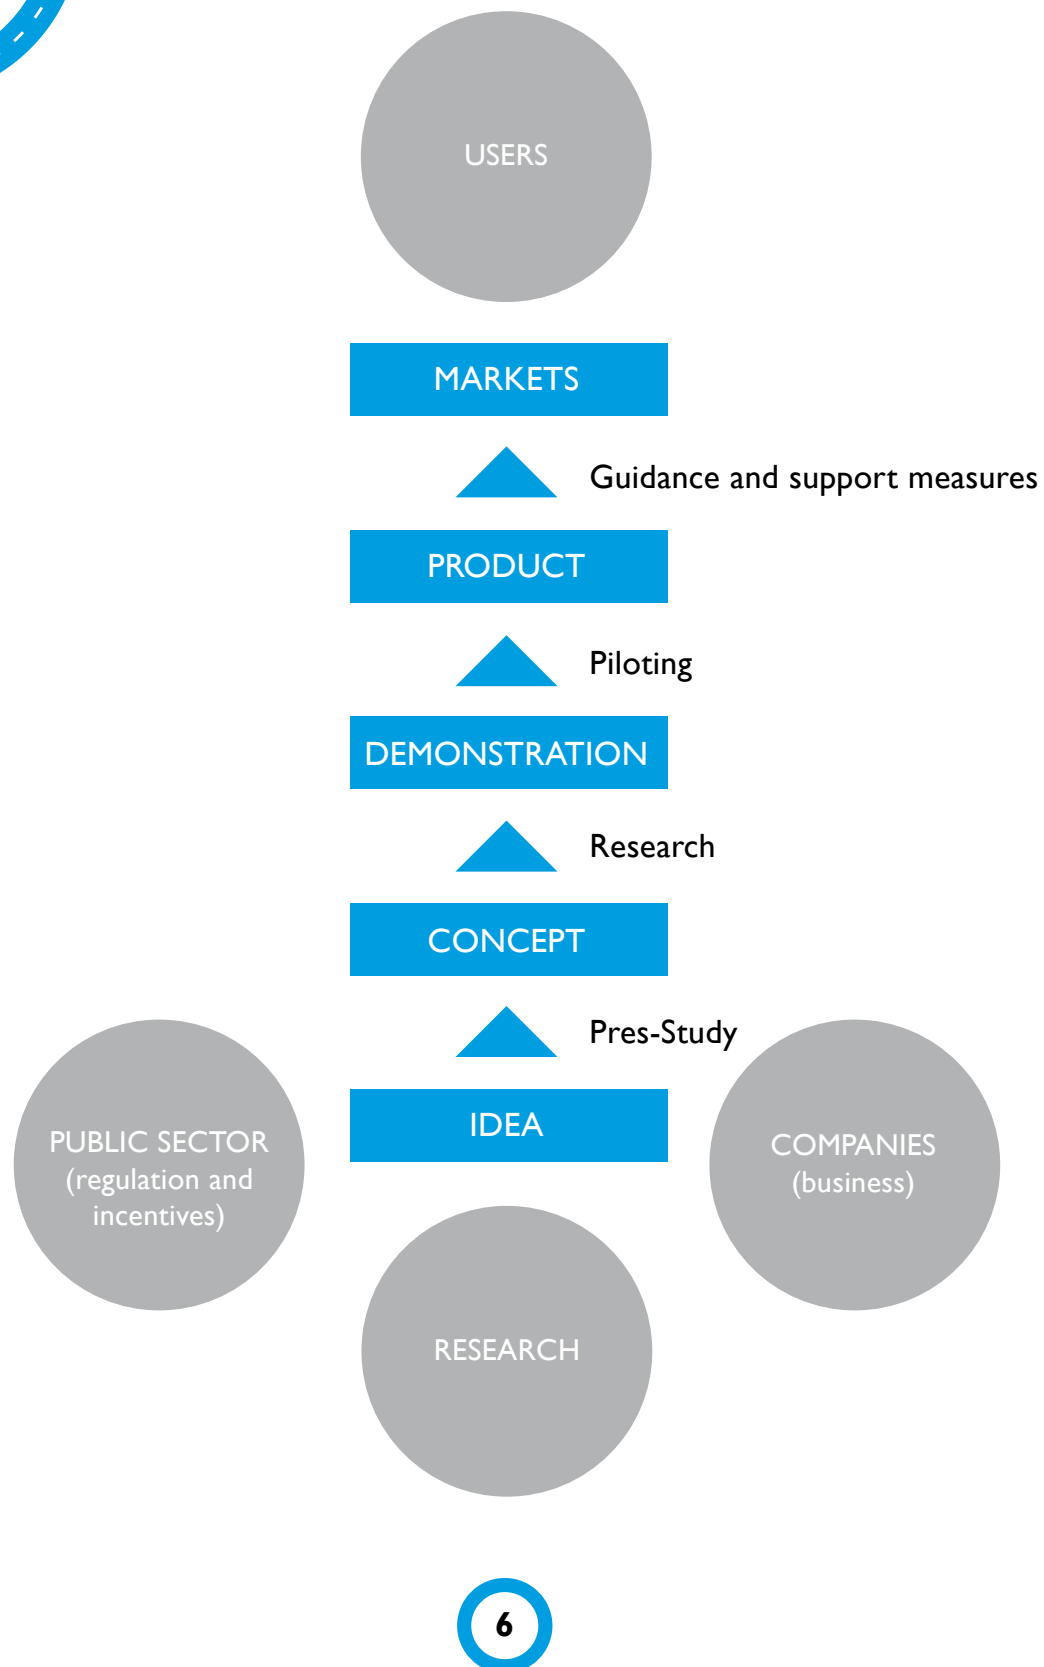 USERS
MARKETS
Guidance and support measures
PRODUCT
Piloting
DEMONSTRATION
Research
CONCEPT
Pres-Study
IDEA
PUBLIC SECTOR
(regulation and
incentives)
COMPANIES
(business)
RESEARCH
6